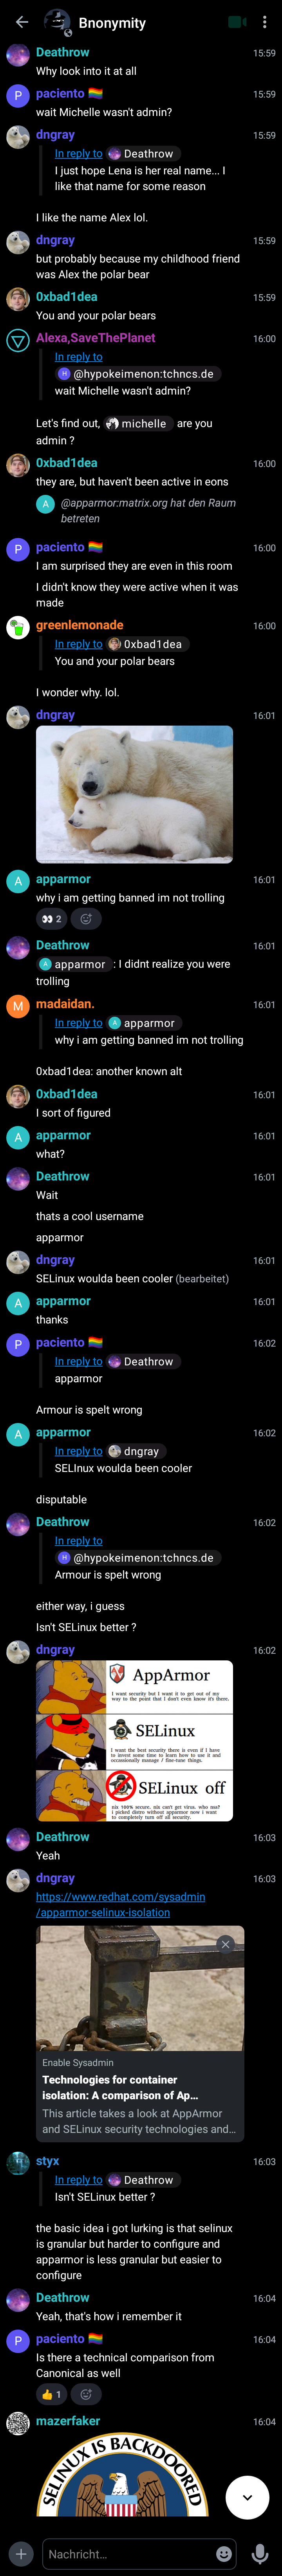 Bnonymity
Deathrow 15:59
Why look into it at all
P paciento 🏳️‍🌈 15:59
wait Michelle wasn't admin?
dngray 15:59
In reply to Deathrow
I just hope Lena is her real name... I
like that name for some reason
I like the name Alex lol.
dngray 15:59
but probably because my childhood friend
was Alex the polar bear
0xbad1dea 15:59
You and your polar bears
Alexa,SaveThePlanet 16:00
In reply to
H @hypokeimenon:tchncs.de
wait Michelle wasn't admin?
Let's find out, michelle are you
admin ?
0xbad1dea 16:00
they are, but haven't been active in eons
A @apparmor:matrix.org hat den Raum
betreten
P paciento 🏳️‍🌈 16:00
I am surprised they are even in this room
I didn't know they were active when it was
made
greenlemonade 16:00
In reply to 0xbad1dea
You and your polar bears
I wonder why. lol.
dngray 16:01
A apparmor 16:01
why i am getting banned im not trolling
👀 2
Deathrow 16:01
A apparmor : I didnt realize you were
trolling
M madaidan. 16:01
In reply to A apparmor
why i am getting banned im not trolling
0xbad1dea: another known alt
0xbad1dea 16:01
I sort of figured
A apparmor 16:01
what?
Deathrow 16:01
Wait
thats a cool username
apparmor
dngray 16:01
SELinux woulda been cooler (bearbeitet)
A apparmor 16:01
thanks
P paciento 🏳️‍🌈 16:02
In reply to Deathrow
apparmor
Armour is spelt wrong
A apparmor 16:02
In reply to dngray
SELInux woulda been cooler
disputable
Deathrow 16:02
In reply to
H @hypokeimenon:tchncs.de
Armour is spelt wrong
either way, i guess
Isn't SELinux better ?
dngray 16:02
AppArmor
I want security but I want it to get out of my
way to the point that I don't even know it's there.
SELinux
I want the best security there is even if I have
to invest some time to learn how to use it and
occasionally manage / fine-tune things.
SELinux off
Deathrow 16:03
Yeah
dngray 16:03
https://www.redhat.com/sysadmin
/apparmor-selinux-isolation
Enable Sysadmin
Technologies for container
isolation: A comparison of Ap...
This article takes a look at AppArmor
and SELinux security technologies and...
styx 16:03
In reply to Deathrow
Isn't SELinux better ?
the basic idea i got lurking is that selinux
is granular but harder to configure and
apparmor is less granular but easier to
configure
Deathrow 16:04
Yeah, that's how i remember it
P paciento 🏳️‍🌈 16:04
Is there a technical comparison from
Canonical as well
👍 1
mazerfaker 16:04
SELINUX IS BACKDOORED
Nachricht...